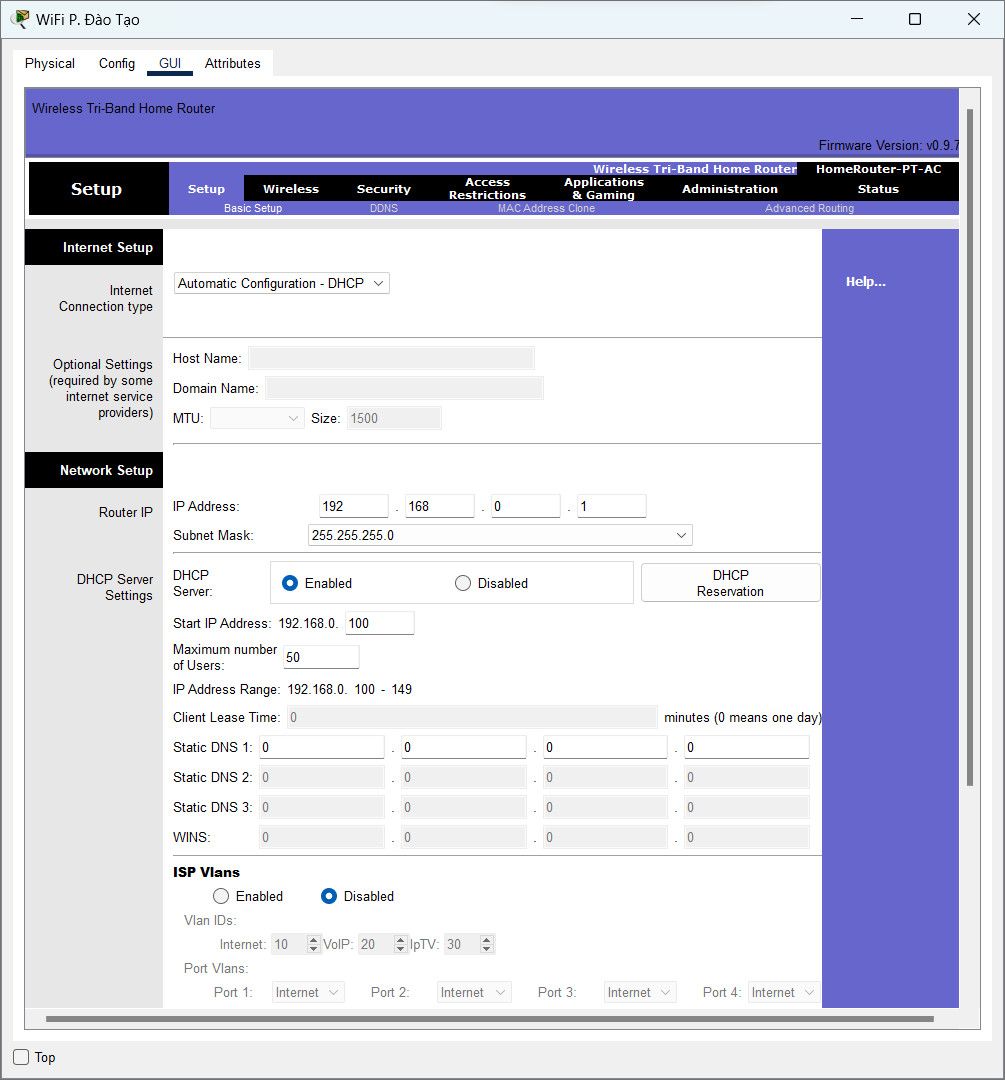 WiFi P. Đào Tạo
Physical Config GUI Attributes
Wireless Tri-Band Home Router
Firmware Version: v0.9.7
Wireless Tri-Band Home Router HomeRouter-PT-AC
Setup
Setup Wireless Security Access Restrictions Applications & Gaming Administration Status
Basic Setup DDNS MAC Address Clone Advanced Routing
Internet Setup
Help...
Internet
Connection type
Automatic Configuration - DHCP
Optional Settings
(required by some
internet service
providers)
Host Name:
Domain Name:
MTU: Size: 1500
Network Setup
Router IP
IP Address: 192 . 168 . 0 . 1
Subnet Mask: 255.255.255.0
DHCP Server
Settings
DHCP
Server:
Enabled Disabled
DHCP
Reservation
Start IP Address: 192.168.0. 100
Maximum number
of Users:
50
IP Address Range: 192.168.0. 100 - 149
Client Lease Time: 0 minutes (0 means one day)
Static DNS 1: 0 . 0 . 0 . 0
Static DNS 2: 0 . 0 . 0 . 0
Static DNS 3: 0 . 0 . 0 . 0
WINS: 0 . 0 . 0 . 0
ISP Vlans
Enabled Disabled
Vlan IDs:
Internet: 10 VoIP: 20 IpTV: 30
Port Vlans:
Port 1: Internet Port 2: Internet Port 3: Internet Port 4: Internet
Top